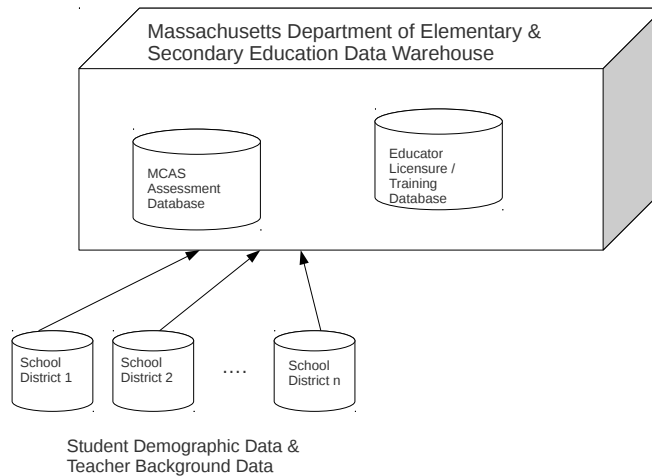 Massachusetts Department of Elementary &
Secondary Education Data Warehouse
MCAS
Assessment
Database
Educator
Licensure /
Training
Database
School
District 1
School
District 2
....
School
District n
Student Demographic Data &
Teacher Background Data